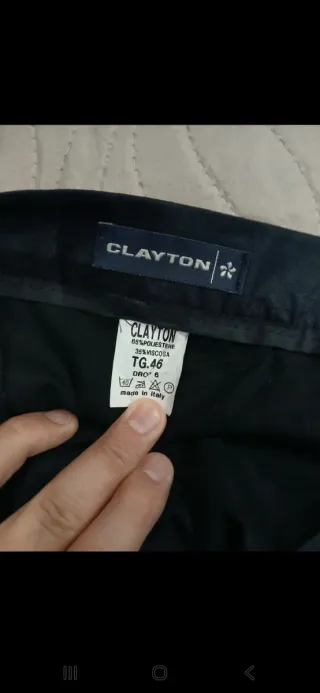 CLAYTON
CLAYTON
65%POLIESTERE
35%VISCOSA
TG.46
DROP 6
made in Italy